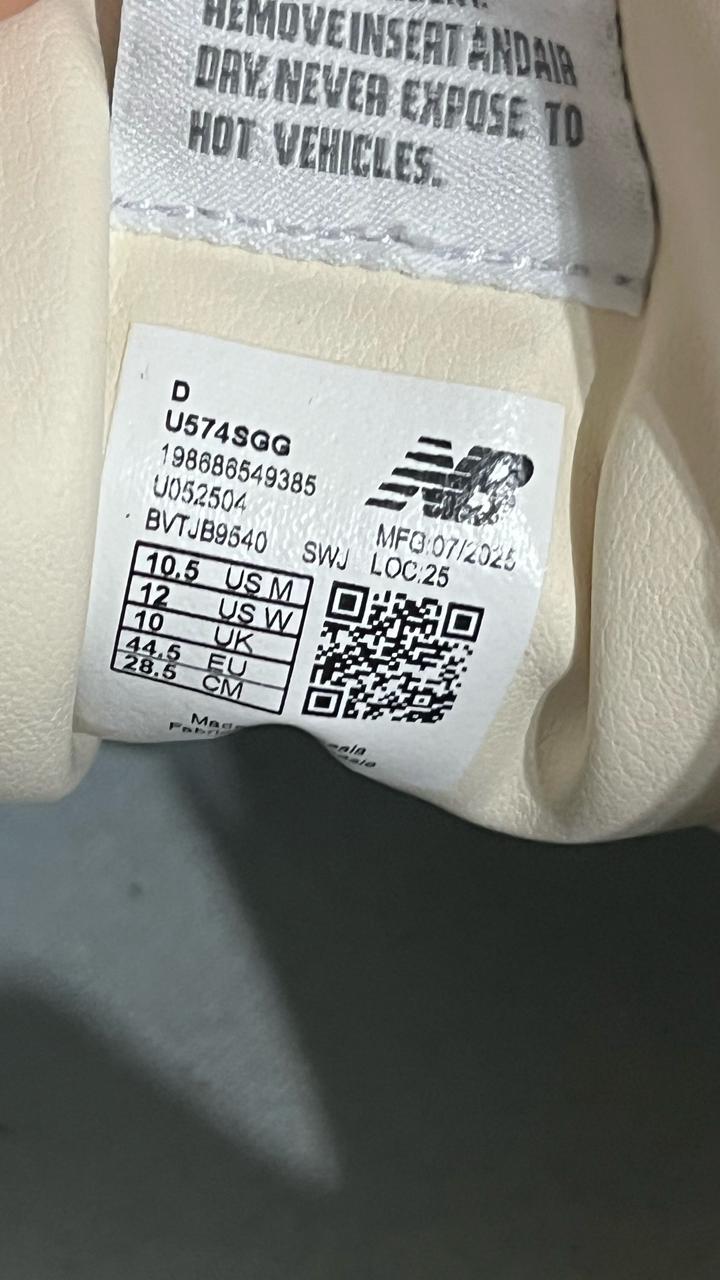 REMOVE INSERT AND AIR
DRY. NEVER EXPOSE TO
HOT VEHICLES.
D
U574SGG
198686549385
U052504
BVTJB9540 SWJ
MFG:07/2025
LOC:25
10.5 US M
12 US W
10 UK
44.5 EU
28.5 CM